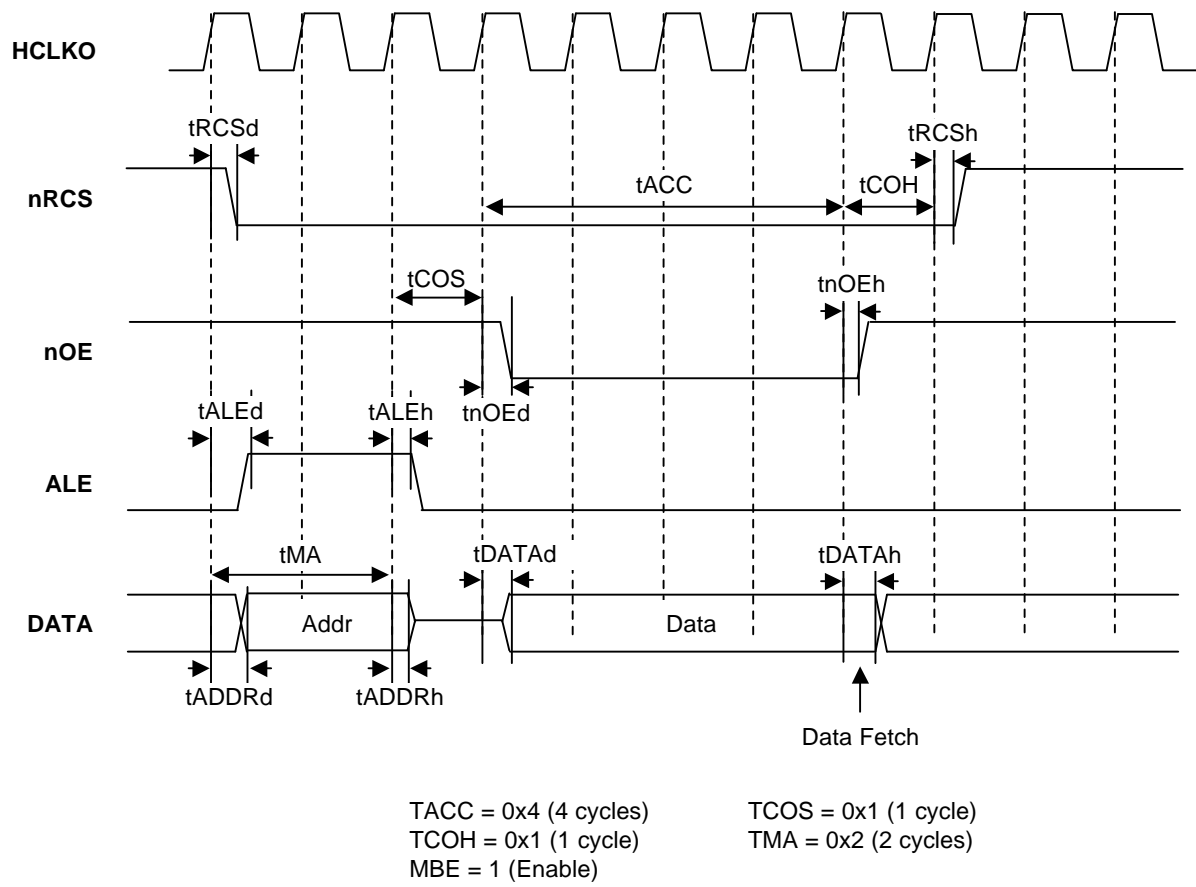 HCLKO
tRCSd
tRCSh
nRCS
tACC
tCOH
tCOS
tnOEh
nOE
tALEd
tALEh
tnOEd
ALE
tMA
tDATAd
tDATAh
DATA
Addr
Data
tADDRd
tADDRh
Data Fetch
TACC = 0x4 (4 cycles)
TCOS = 0x1 (1 cycle)
TCOH = 0x1 (1 cycle)
TMA = 0x2 (2 cycles)
MBE = 1 (Enable)